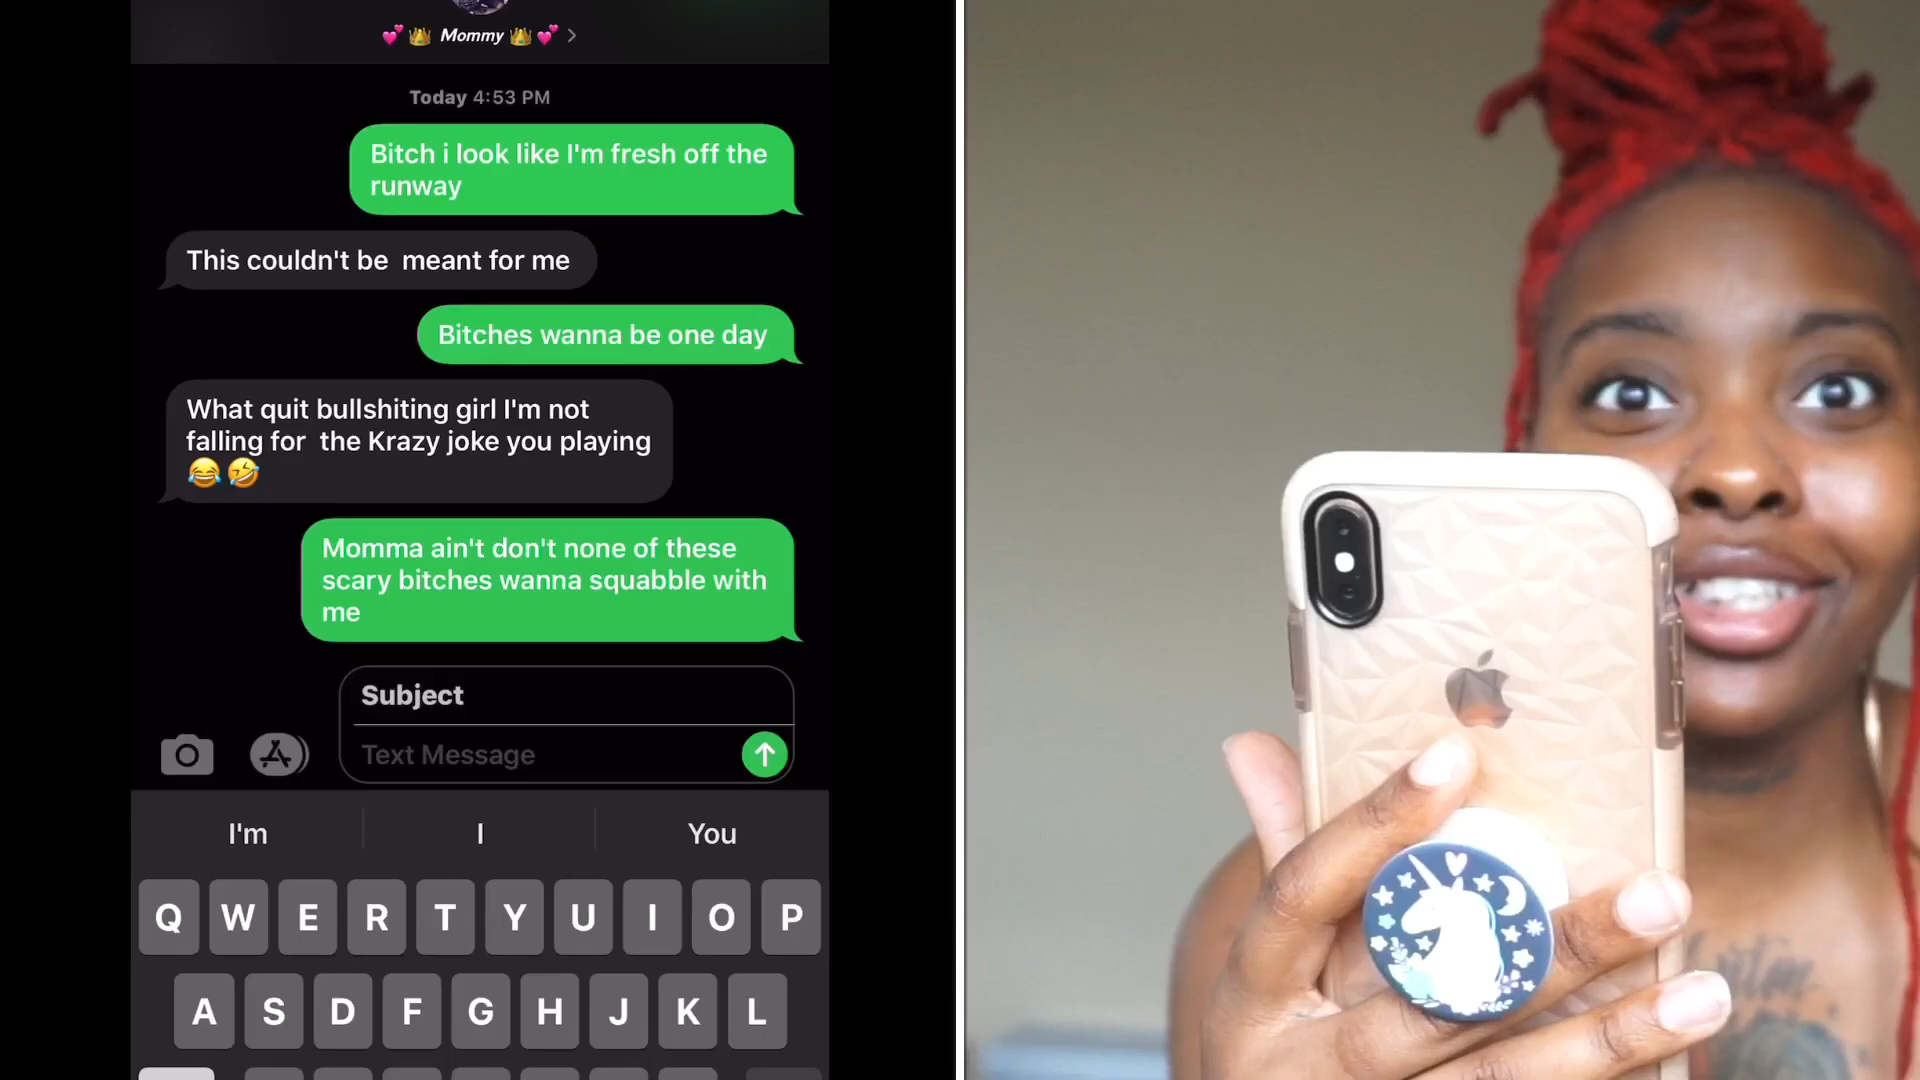 💕👑 Mommy 👑💕 >
Today 4:53 PM
Bitch i look like I'm fresh off the
runway
This couldn't be meant for me
Bitches wanna be one day
What quit bullshiting girl I'm not
falling for the Krazy joke you playing
😂🤣
Momma ain't don't none of these
scary bitches wanna squabble with
me
Subject
Text Message
I'm I You
Q W E R T Y U I O P
A S D F G H J K L